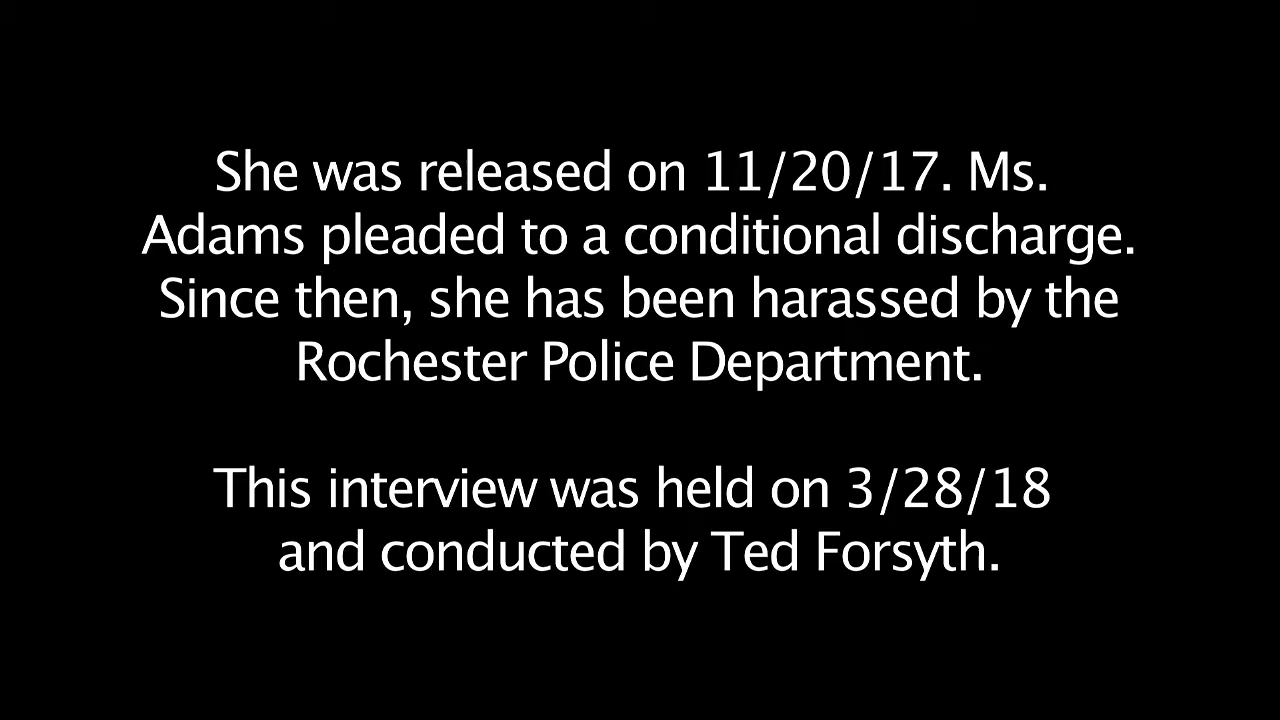 She was released on 11/20/17. Ms.
Adams pleaded to a conditional discharge.
Since then, she has been harassed by the
Rochester Police Department.
This interview was held on 3/28/18
and conducted by Ted Forsyth.